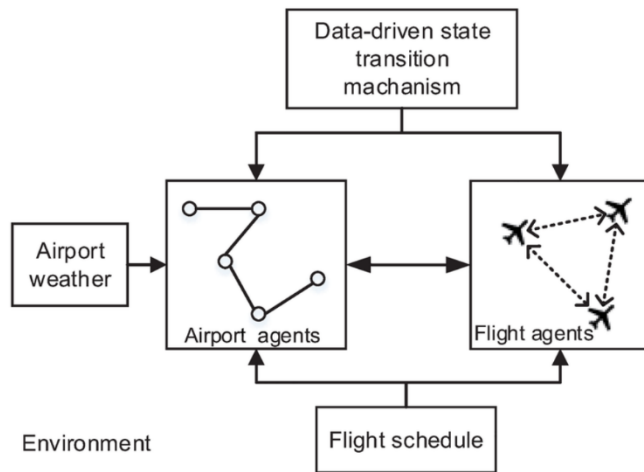 Data-driven state
transition
machanism
Airport
weather
Airport agents
Flight agents
Environment
Flight schedule